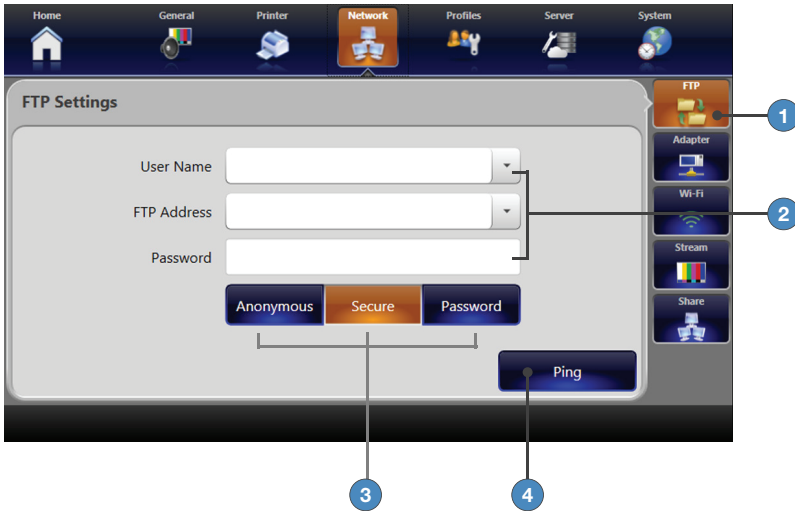 Home General Printer Network Profiles Server System
FTP Settings
FTP
1
Adapter
User Name
Wi-Fi
FTP Address
2
Stream
Password
Share
Anonymous Secure Password
Ping
3 4